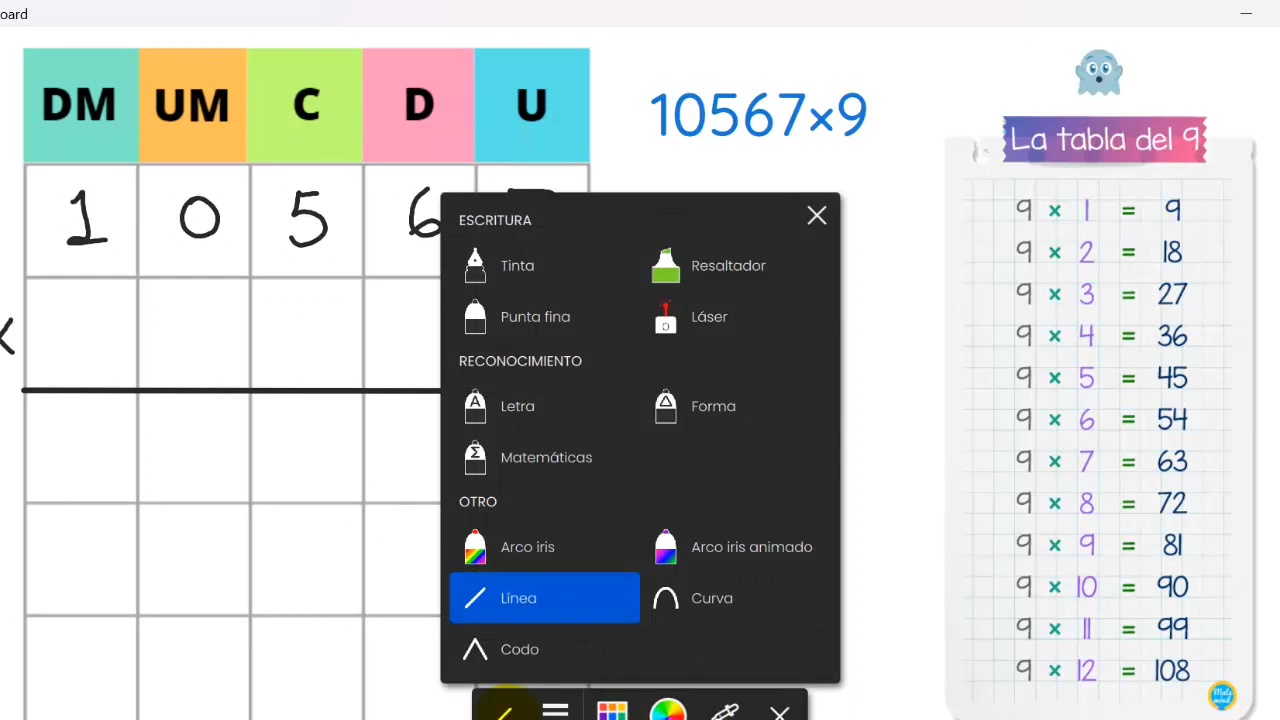 oard
DM UM C D U
10567×9
1 0 5 6
×
ESCRITURA
Tinta
Resaltador
Punta fina
Láser
RECONOCIMIENTO
Letra
Forma
Matemáticas
OTRO
Arco iris
Arco iris animado
Línea
Curva
Codo
La tabla del 9
9 × 1 = 9
9 × 2 = 18
9 × 3 = 27
9 × 4 = 36
9 × 5 = 45
9 × 6 = 54
9 × 7 = 63
9 × 8 = 72
9 × 9 = 81
9 × 10 = 90
9 × 11 = 99
9 × 12 = 108